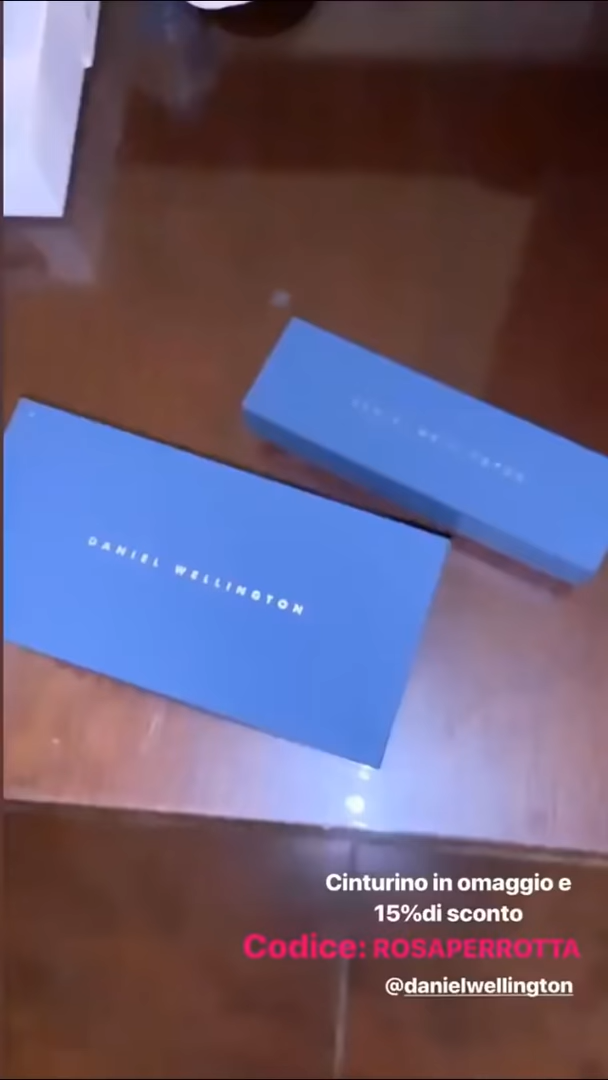 DANIEL WELLINGTON
Cinturino in omaggio e
15%di sconto
Codice: ROSAPERROTTA
@danielwellington